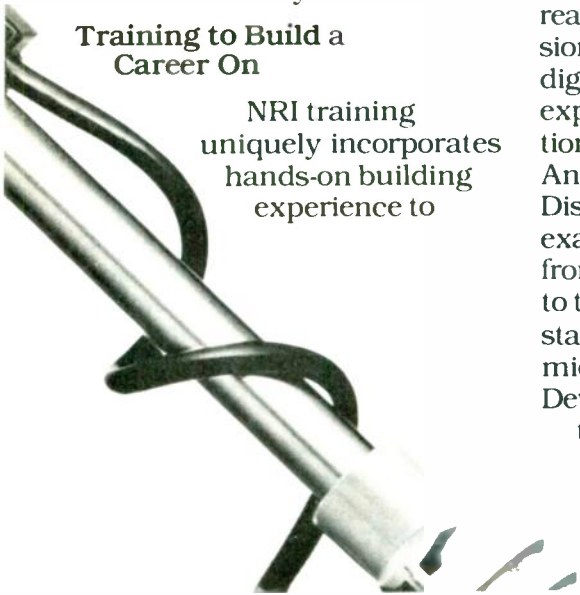 Training to Build a
Career On
NRI training
uniquely incorporates
hands-on building
experience to
rea
sion
dig
exp
tion
An
Dis
exa
from
to t
sta
mic
Dev
t